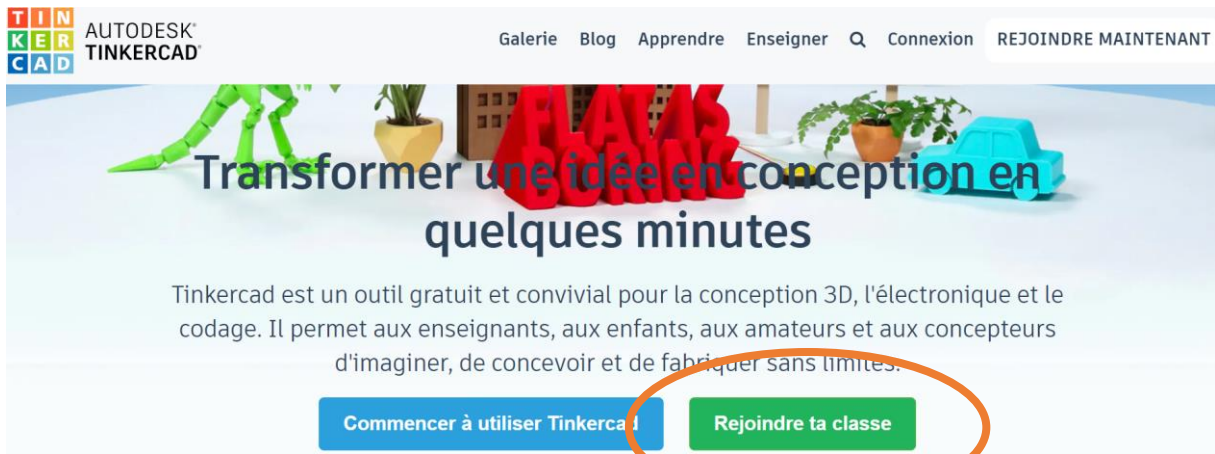 TIN
KER
CAD
AUTODESK®
TINKERCAD®
Galerie Blog Apprendre Enseigner Connexion REJOINDRE MAINTENANT
FLAT AS
BORING
Transformer une idée en conception en
quelques minutes
Tinkercad est un outil gratuit et convivial pour la conception 3D, l'électronique et le
codage. Il permet aux enseignants, aux enfants, aux amateurs et aux concepteurs
d'imaginer, de concevoir et de fabriquer sans limites.
Commencer à utiliser Tinkercad
Rejoindre ta classe